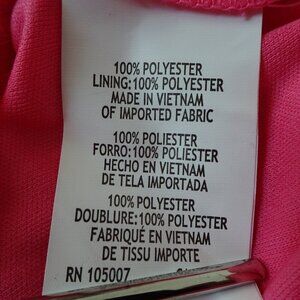 100% POLYESTER
LINING:100% POLYESTER
MADE IN VIETNAM
OF IMPORTED FABRIC
100% POLIESTER
FORRO:100% POLIESTER
HECHO EN VIETNAM
DE TELA IMPORTADA
100% POLYESTER
DOUBLURE:100% POLYESTER
FABRIQUÉ EN VIETNAM
DE TISSU IMPORTE
RN 105007